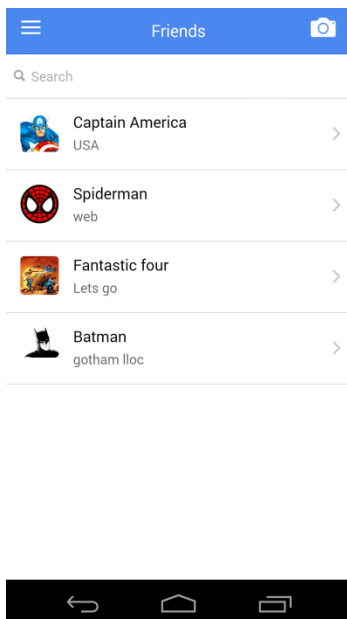 Friends
Search
Captain America
USA
Spiderman
web
Fantastic four
Lets go
Batman
gotham lloc